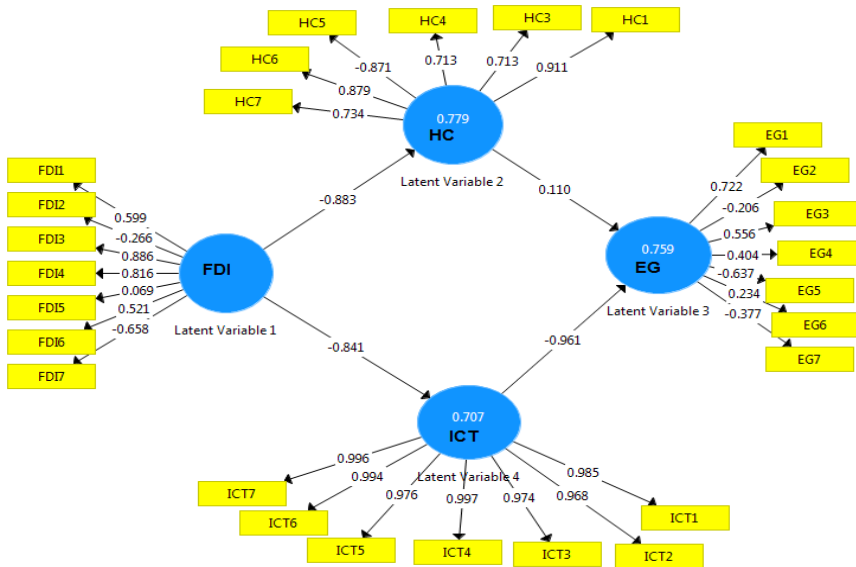 HC5
HC4
HC3
HC1
HC6
HC7
-0.871
0.713
0.713
0.911
0.879
0.734
0.779
HC
Latent Variable 2
FDI1
FDI2
FDI3
FDI4
FDI5
FDI6
FDI7
0.599
-0.266
0.886
0.816
0.069
0.521
-0.658
FDI
Latent Variable 1
-0.883
0.110
-0.841
-0.961
EG1
EG2
EG3
EG4
EG5
EG6
EG7
0.722
-0.206
0.556
0.404
-0.637
0.234
-0.377
0.759
EG
Latent Variable 3
0.707
ICT
Latent Variable 4
0.996
0.994
0.976
0.997
0.974
0.968
0.985
ICT7
ICT6
ICT5
ICT4
ICT3
ICT2
ICT1